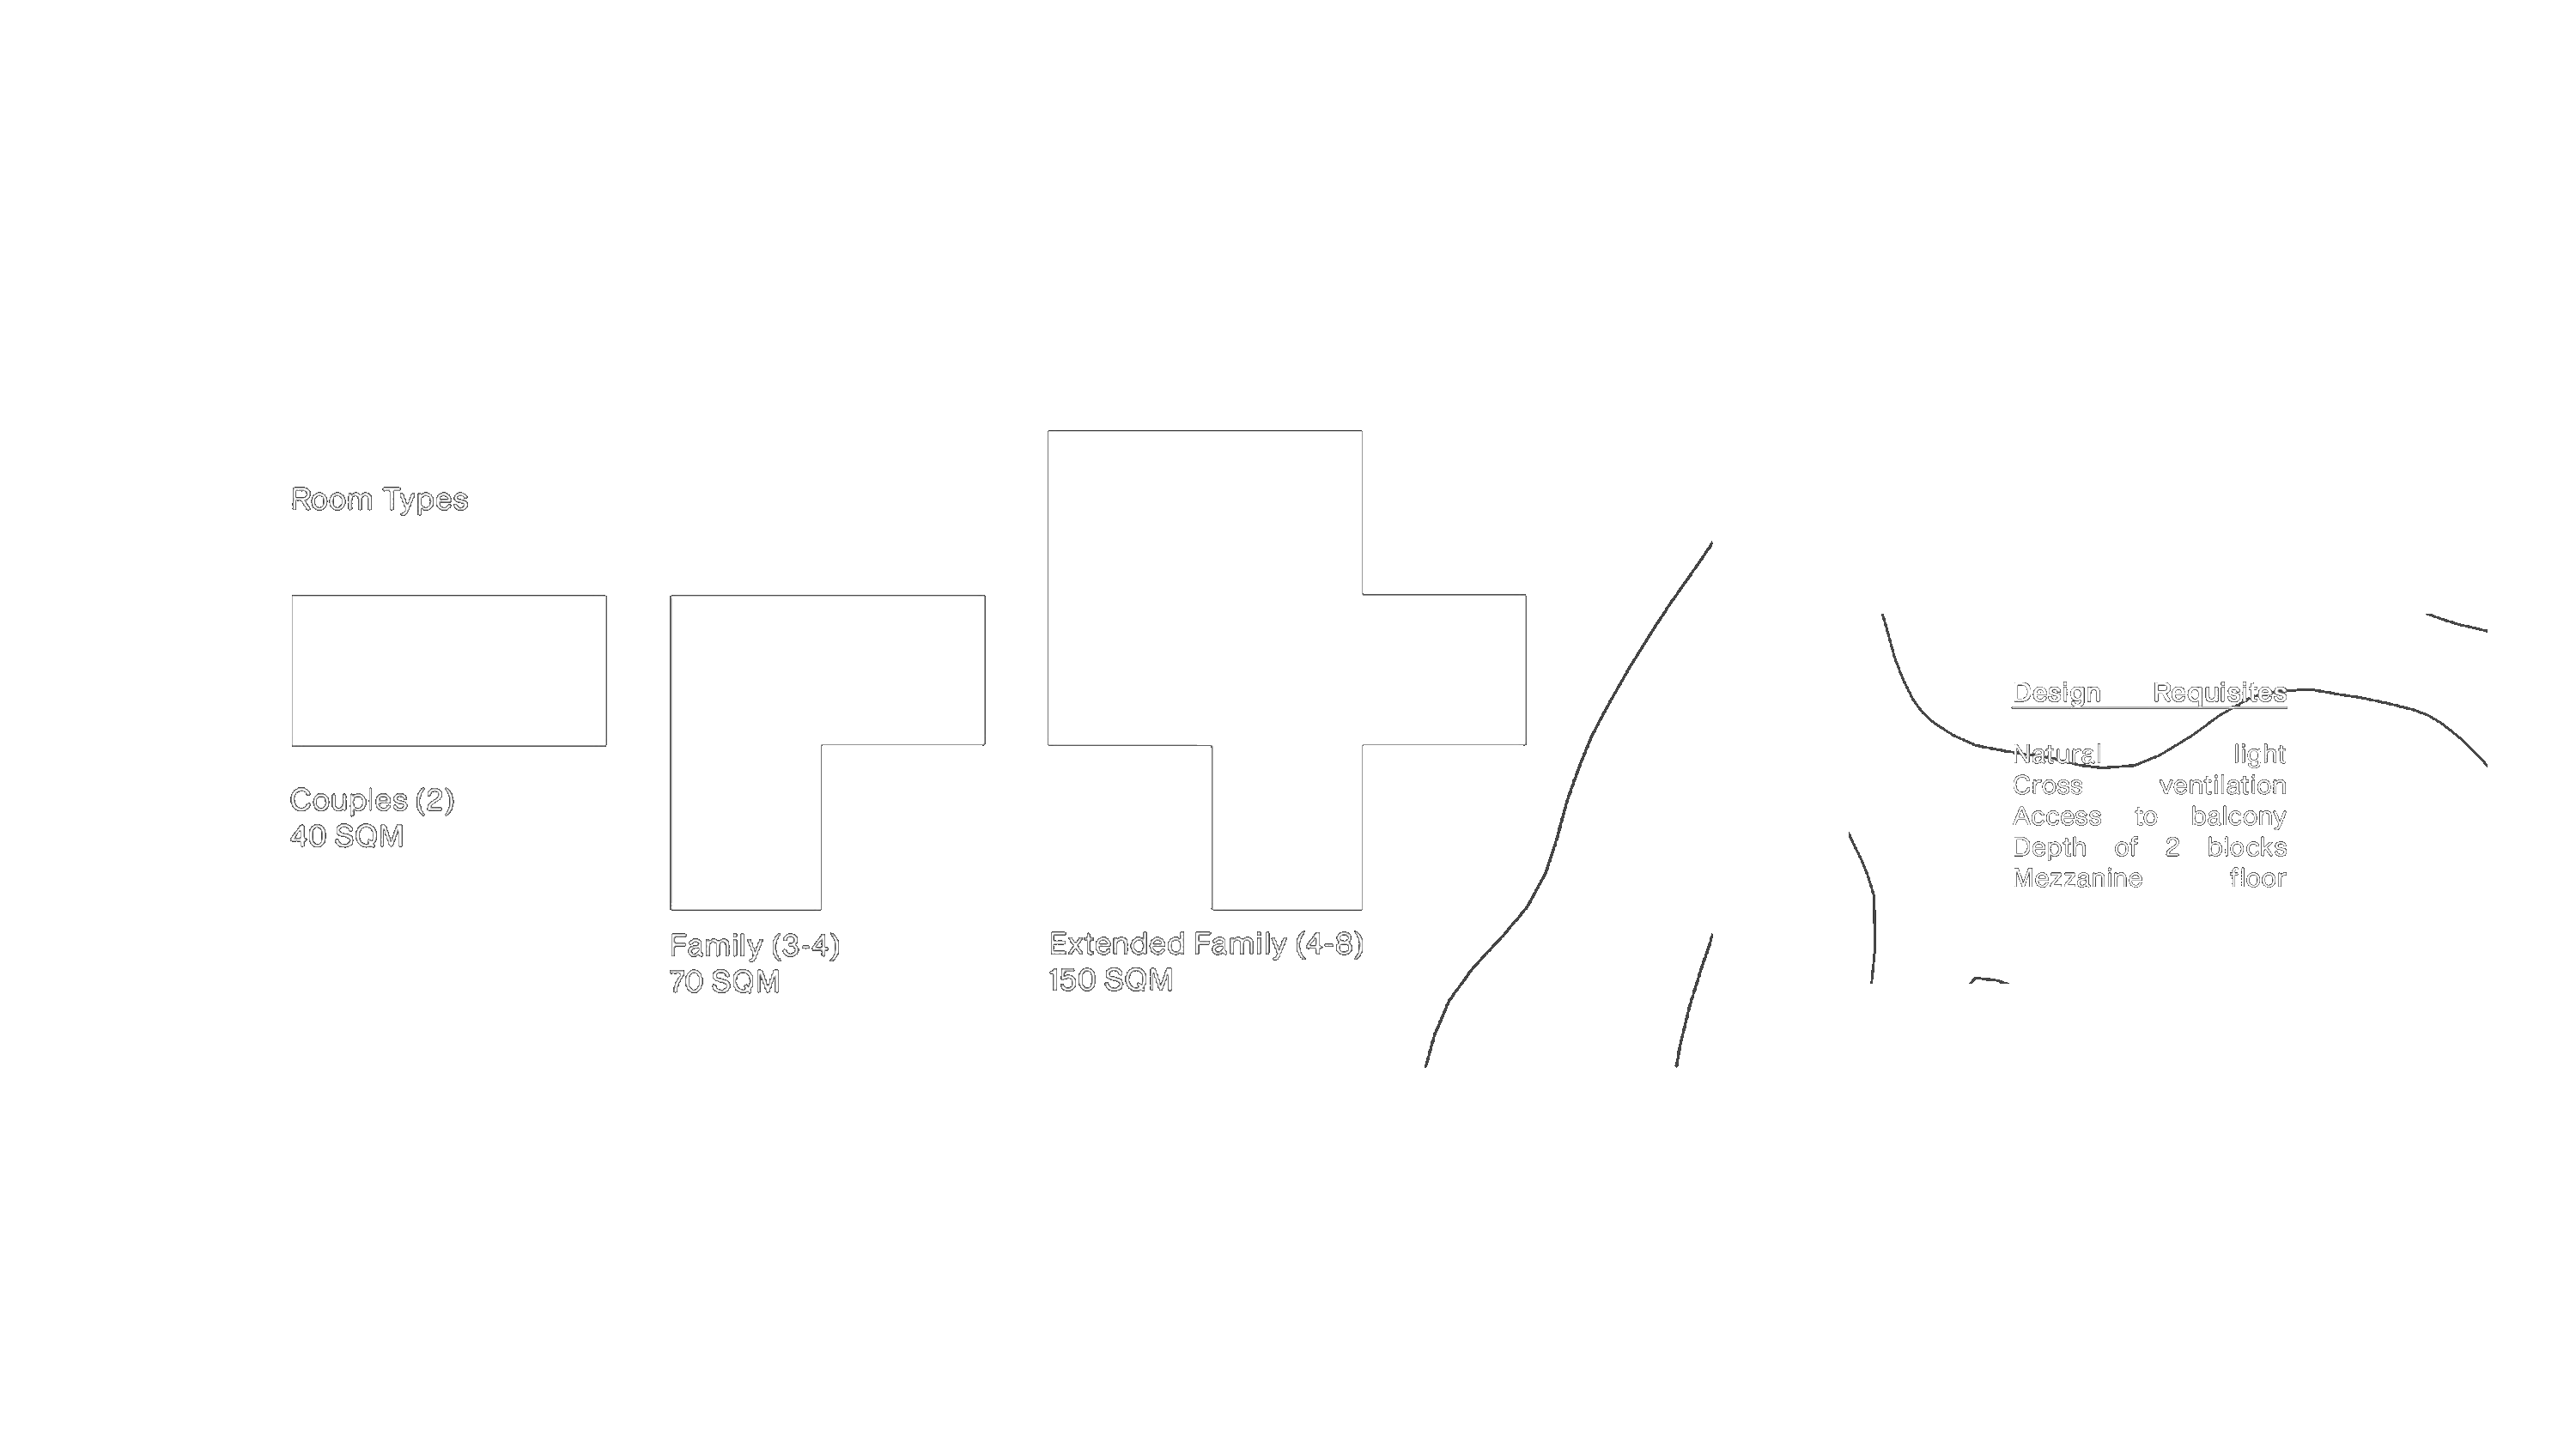 Room Types
Couples (2)
40 SQM
Family (3-4)
70 SQM
Extended Family (4-8)
150 SQM
Design Requisites
Natural light
Cross ventilation
Access to balcony
Depth of 2 blocks
Mezzanine floor